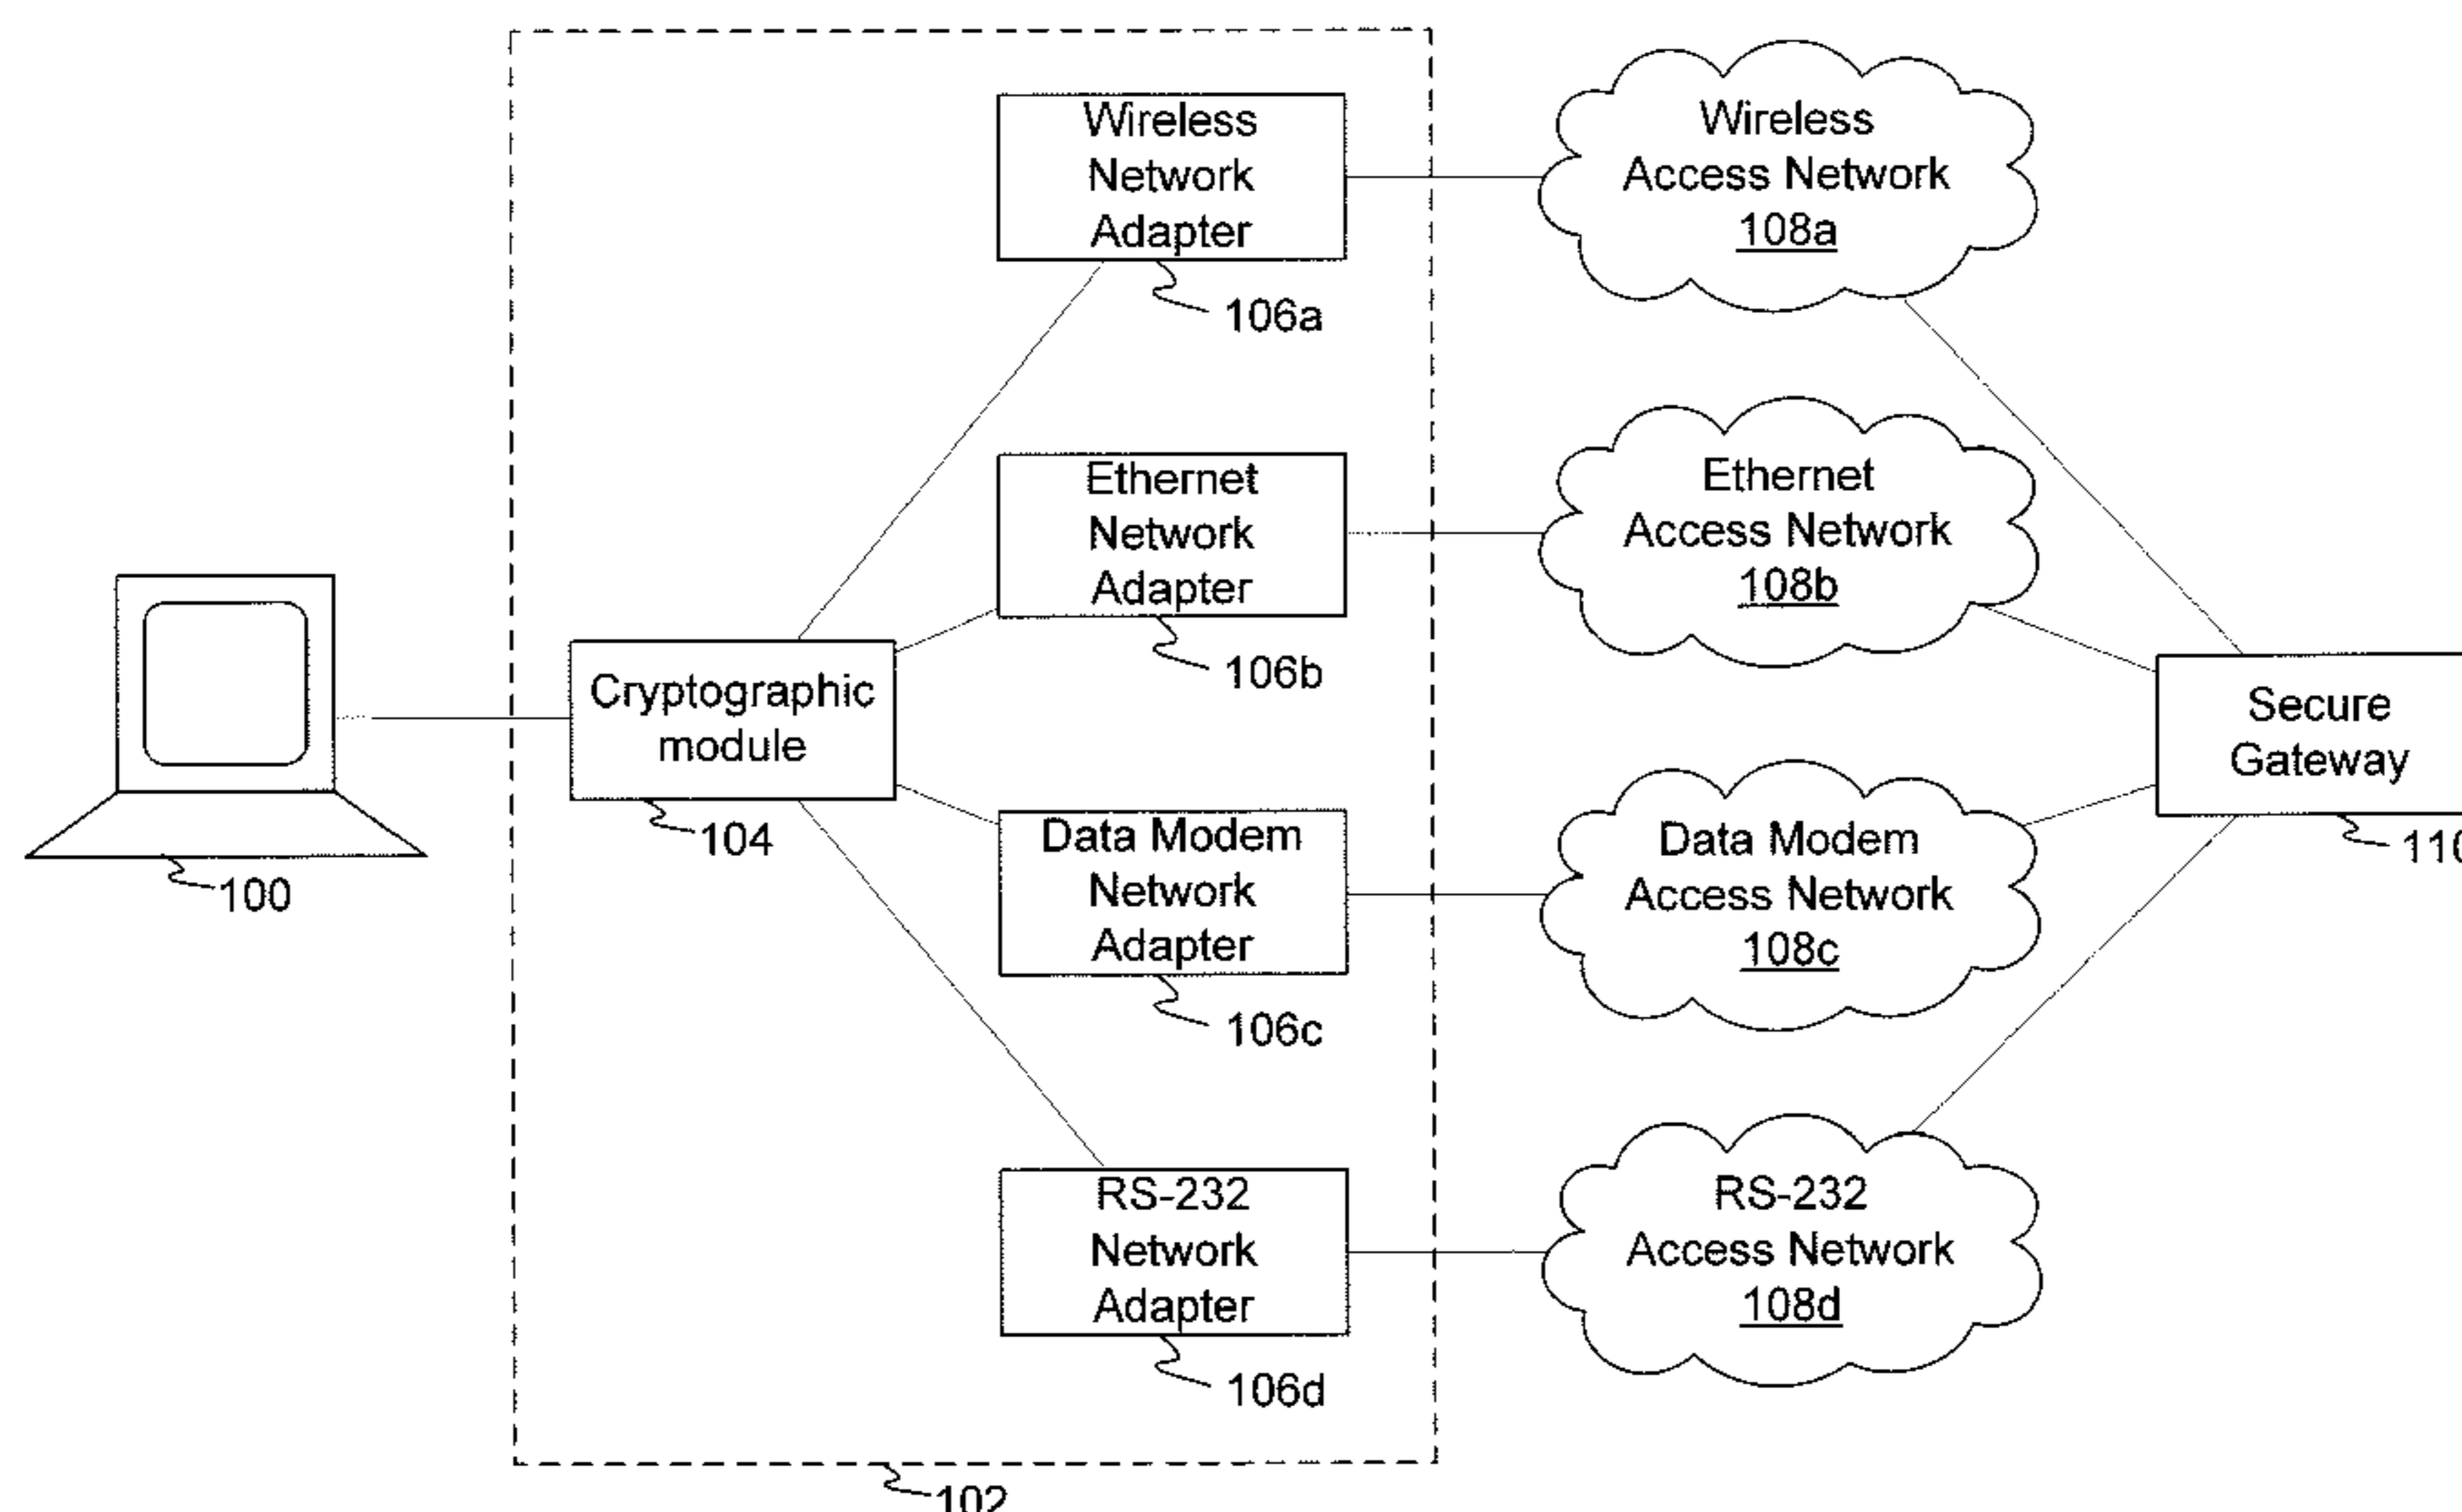 Wireless
Network
Adapter
106a
Wireless
Access Network
108a
Ethernet
Network
Adapter
106b
Ethernet
Access Network
108b
Cryptographic
module
104
100
Secure
Gateway
110
Data Modem
Network
Adapter
106c
Data Modem
Access Network
108c
RS-232
Network
Adapter
106d
RS-232
Access Network
108d
102